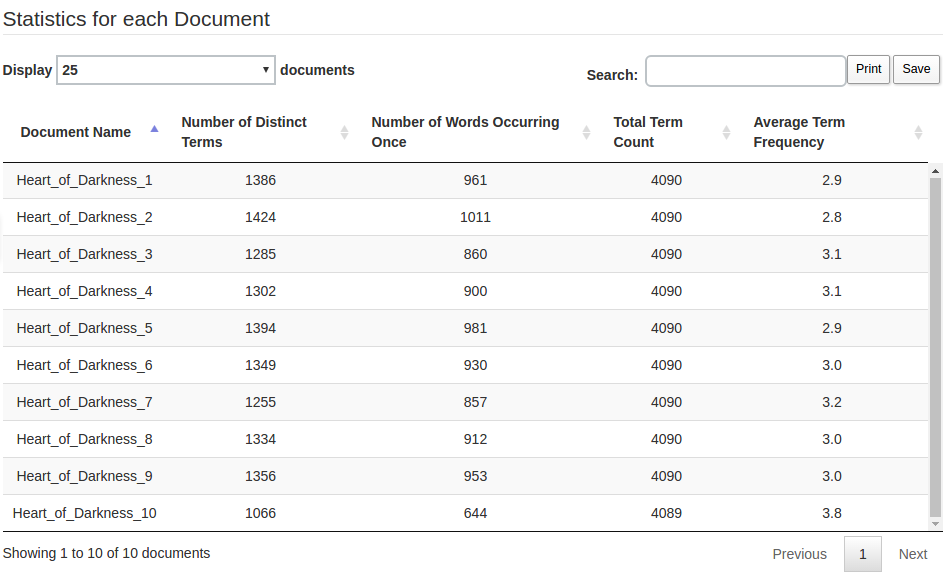 Statistics for each Document
Display 25 documents
Search: Print Save
Document Name Number of Distinct Terms Number of Words Occurring Once Total Term Count Average Term Frequency
Heart_of_Darkness_1 1386 961 4090 2.9
Heart_of_Darkness_2 1424 1011 4090 2.8
Heart_of_Darkness_3 1285 860 4090 3.1
Heart_of_Darkness_4 1302 900 4090 3.1
Heart_of_Darkness_5 1394 981 4090 2.9
Heart_of_Darkness_6 1349 930 4090 3.0
Heart_of_Darkness_7 1255 857 4090 3.2
Heart_of_Darkness_8 1334 912 4090 3.0
Heart_of_Darkness_9 1356 953 4090 3.0
Heart_of_Darkness_10 1066 644 4089 3.8
Showing 1 to 10 of 10 documents
Previous 1 Next